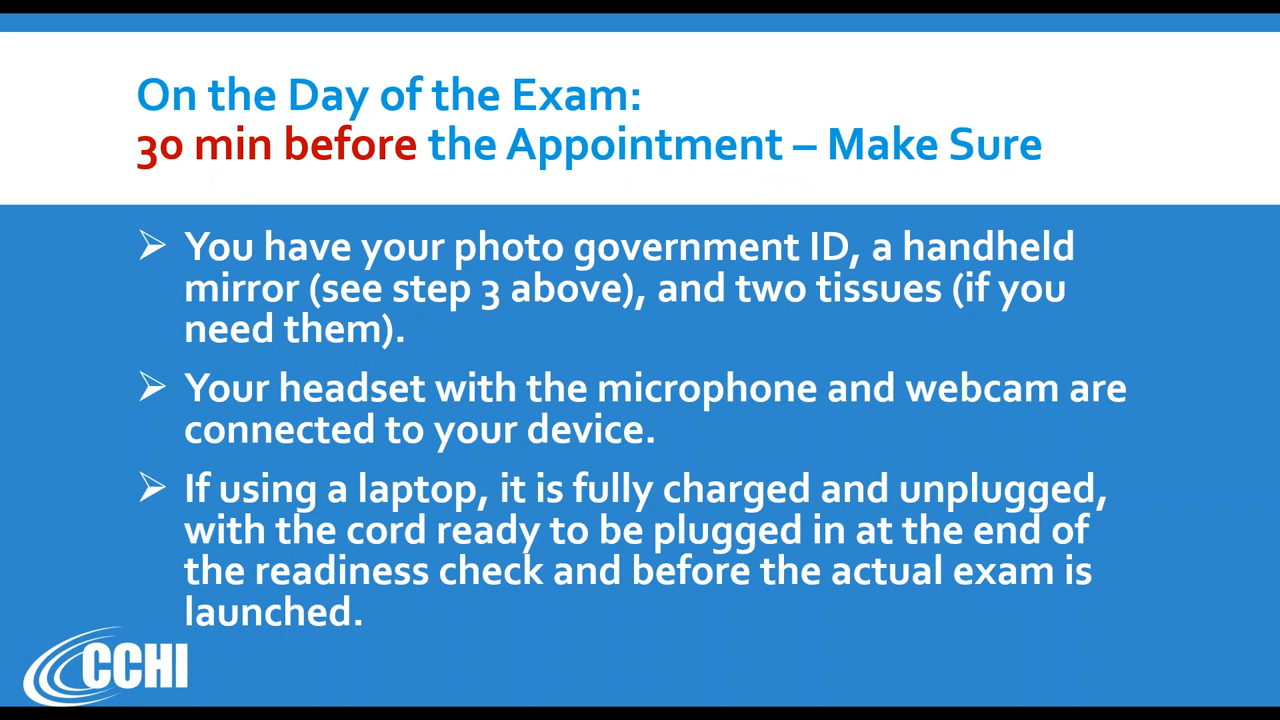 On the Day of the Exam:
30 min before the Appointment – Make Sure
You have your photo government ID, a handheld
mirror (see step 3 above), and two tissues (if you
need them).
Your headset with the microphone and webcam are
connected to your device.
If using a laptop, it is fully charged and unplugged,
with the cord ready to be plugged in at the end of
the readiness check and before the actual exam is
launched.
CCHI